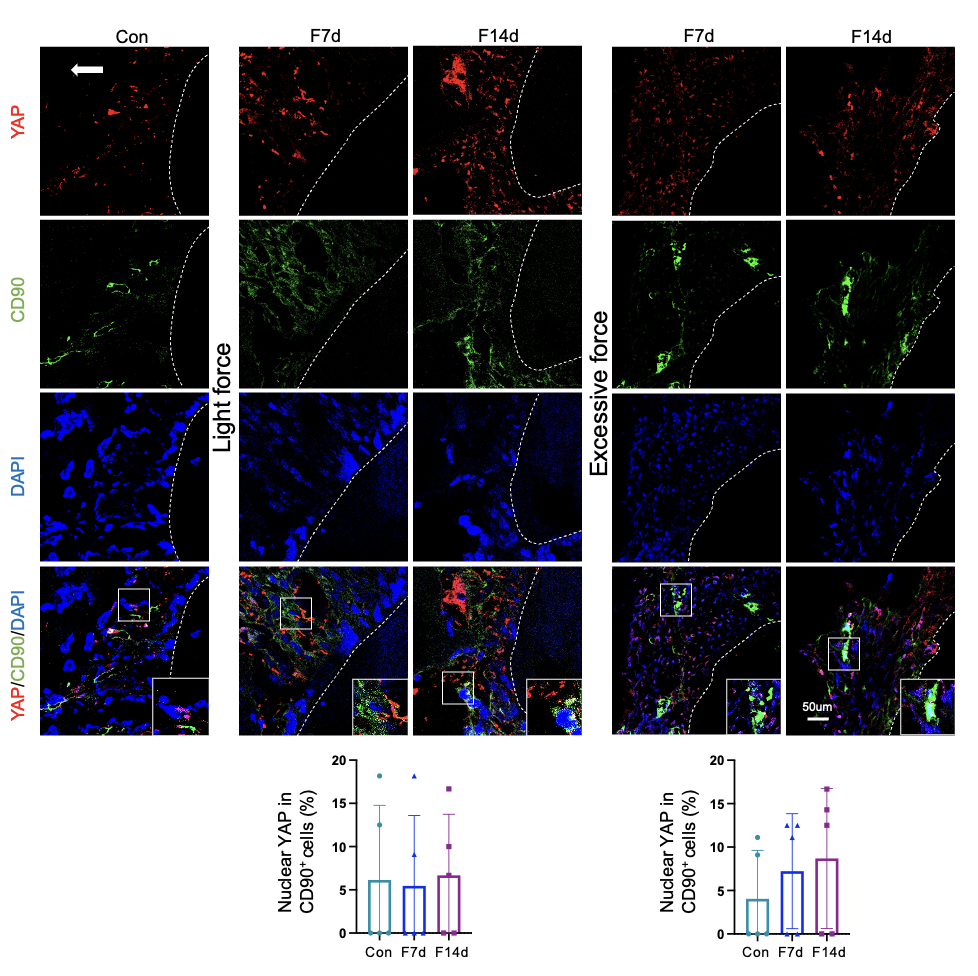 Con
F7d
F14d
F7d
F14d
YAP
CD90
DAPI
YAP/CD90/DAPI
Light force
Excessive force
50um
Nuclear YAP in
CD90+ cells (%)
20
15
10
5
0
Con
F7d
F14d
Nuclear YAP in
CD90+ cells (%)
20
15
10
5
0
Con
F7d
F14d